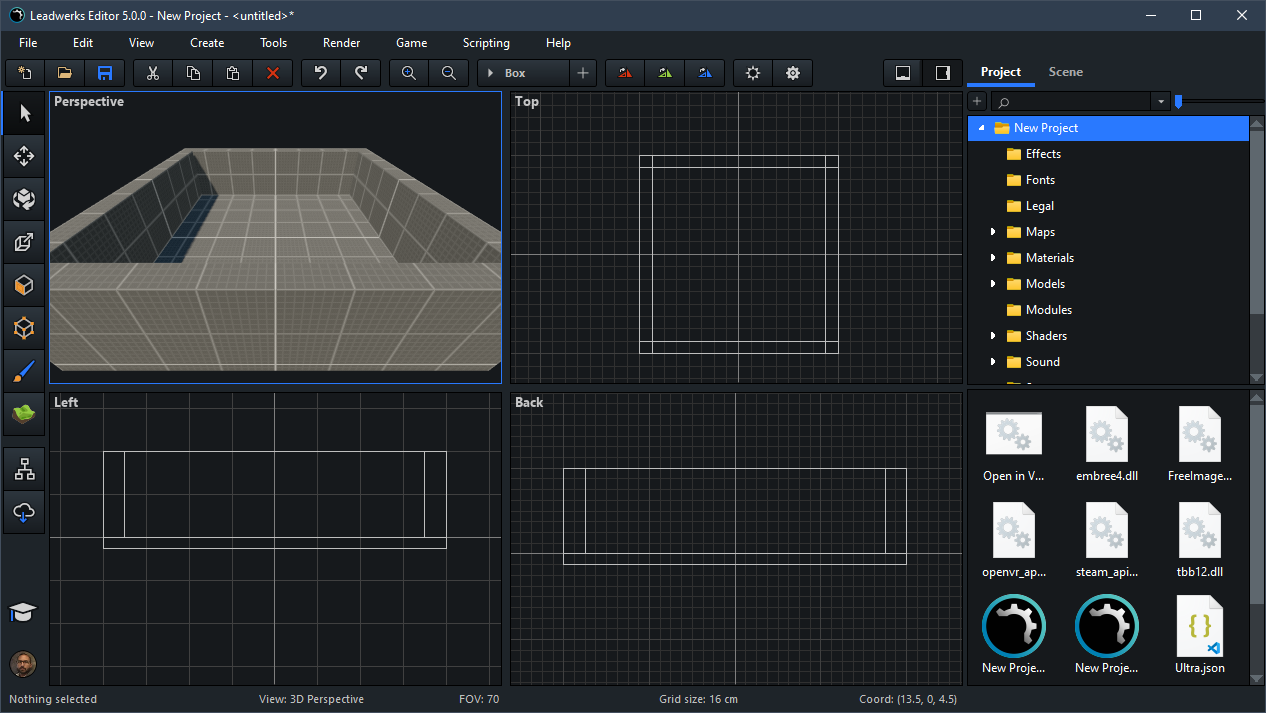 Leadwerks Editor 5.0.0 - New Project - <untitled>*
File Edit View Create Tools Render Game Scripting Help
Box
Project Scene
Perspective
Top
New Project
Effects
Fonts
Legal
Maps
Materials
Models
Modules
Shaders
Sound
Left
Back
Open in V... embree4.dll FreeImage...
openvr_ap... steam_api... tbb12.dll
New Proje... New Proje... Ultra.json
Nothing selected View: 3D Perspective FOV: 70 Grid size: 16 cm Coord: (13.5, 0, 4.5)